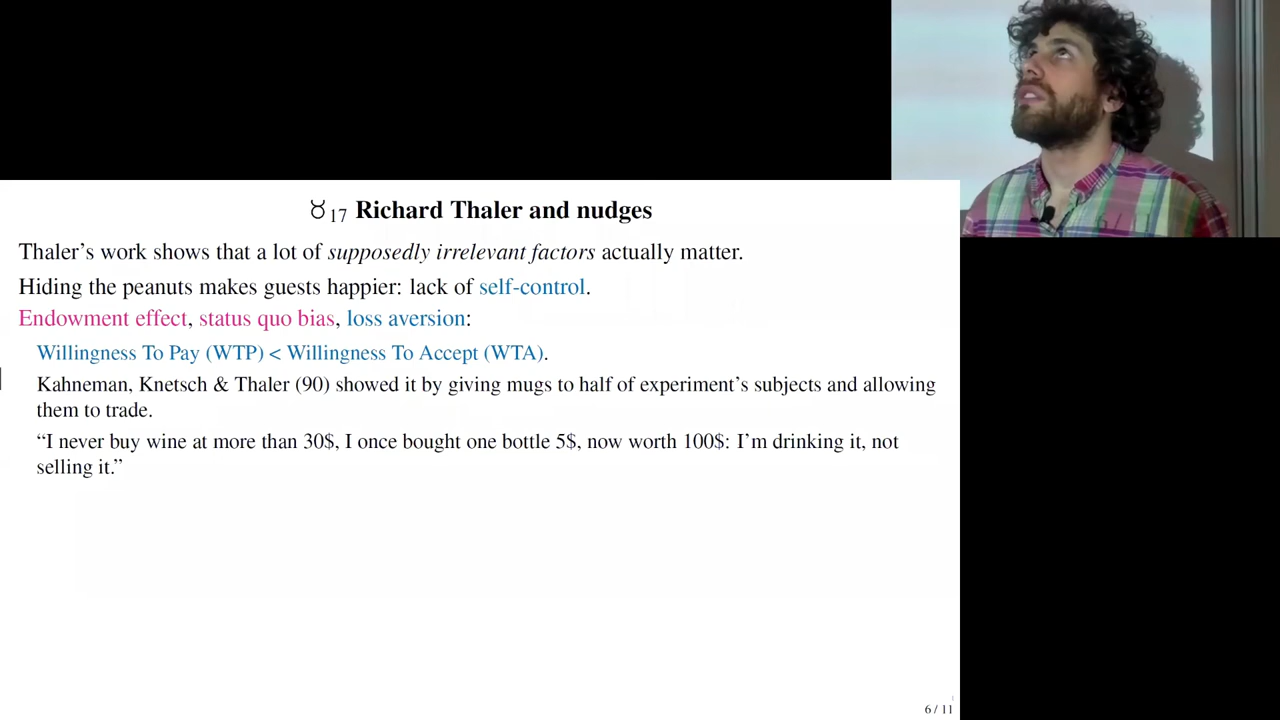 ♉17 Richard Thaler and nudges
Thaler's work shows that a lot of supposedly irrelevant factors actually matter.
Hiding the peanuts makes guests happier: lack of self-control.
Endowment effect, status quo bias, loss aversion:
Willingness To Pay (WTP) < Willingness To Accept (WTA).
Kahneman, Knetsch & Thaler (90) showed it by giving mugs to half of experiment's subjects and allowing
them to trade.
“I never buy wine at more than 30$, I once bought one bottle 5$, now worth 100$: I'm drinking it, not
selling it.”
6 / 11